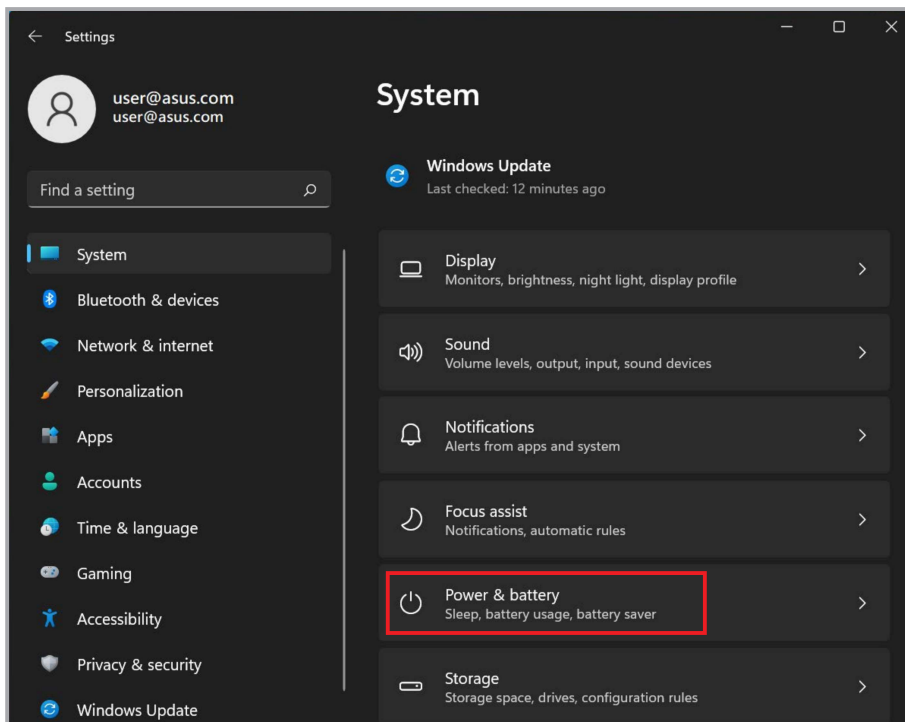 Settings
user@asus.com
user@asus.com
Find a setting
System
Bluetooth & devices
Network & internet
Personalization
Apps
Accounts
Time & language
Gaming
Accessibility
Privacy & security
Windows Update
System
Windows Update
Last checked: 12 minutes ago
Display
Monitors, brightness, night light, display profile
Sound
Volume levels, output, input, sound devices
Notifications
Alerts from apps and system
Focus assist
Notifications, automatic rules
Power & battery
Sleep, battery usage, battery saver
Storage
Storage space, drives, configuration rules